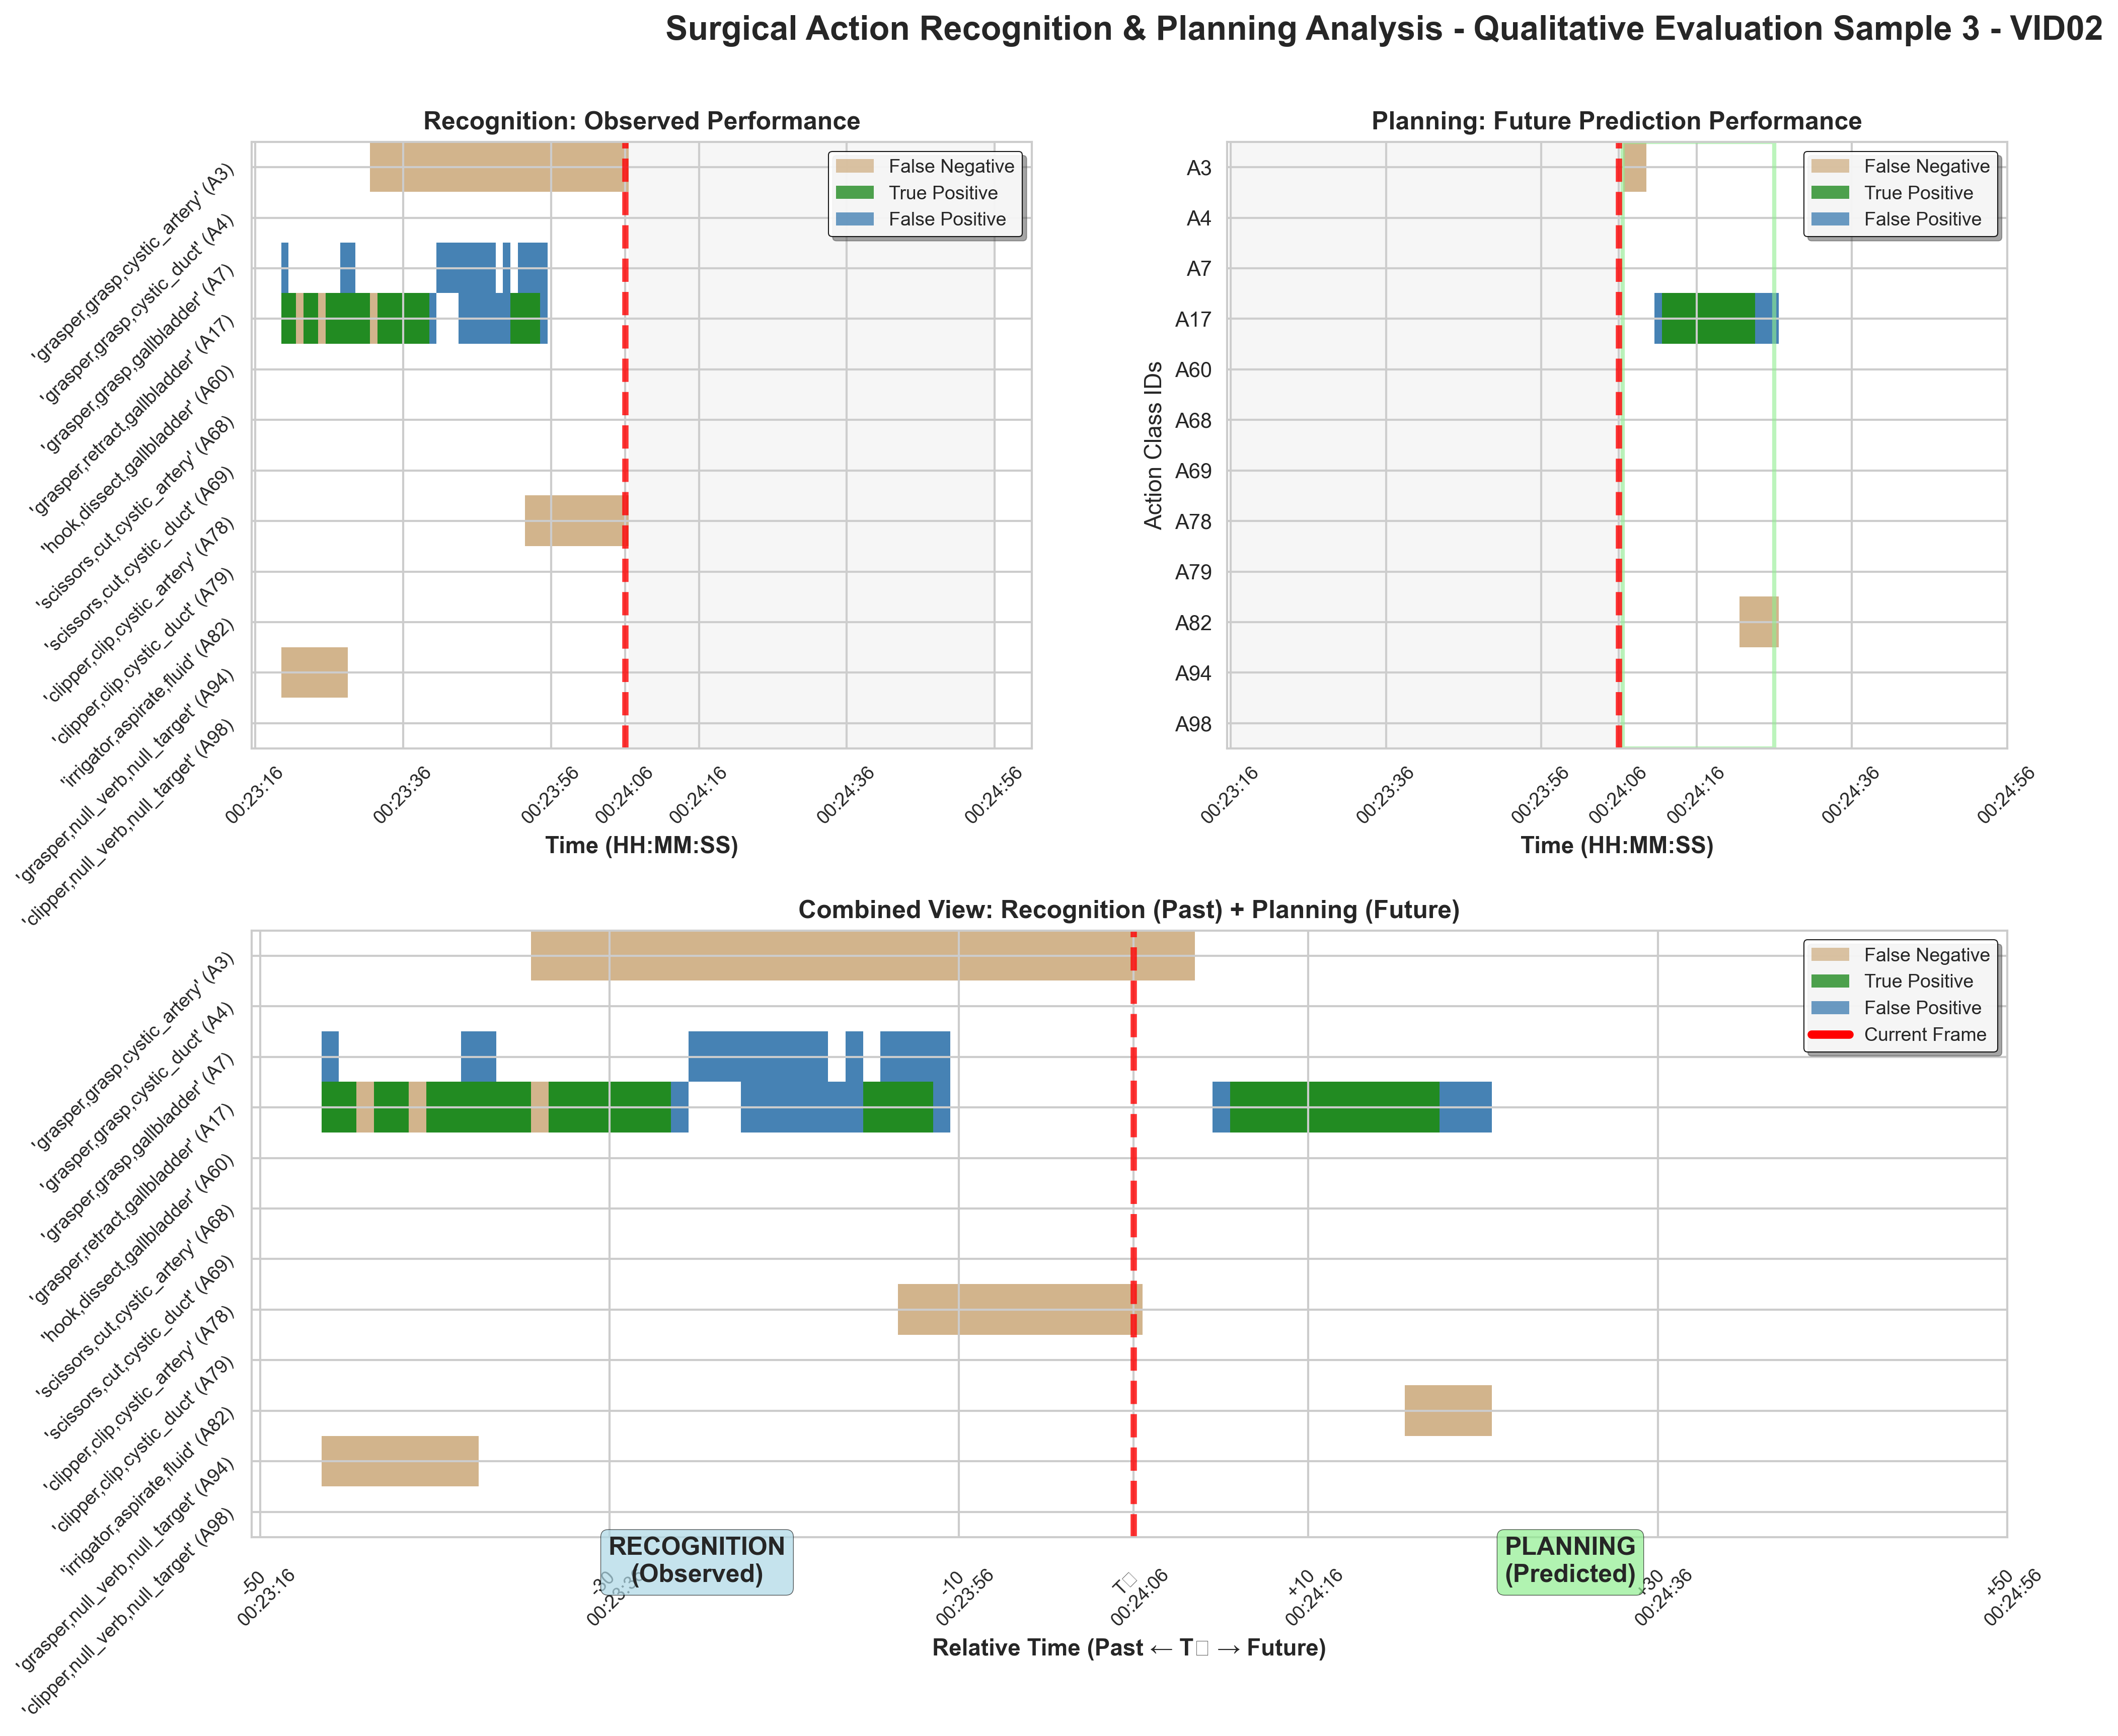 Surgical Action Recognition & Planning Analysis - Qualitative Evaluation Sample 3 - VID02
Recognition: Observed Performance
'grasper,grasp,cystic_artery' (A3)
'grasper,grasp,cystic_duct' (A4)
'grasper,grasp,gallbladder' (A7)
'grasper,retract,gallbladder' (A17)
'hook,dissect,gallbladder' (A60)
'scissors,cut,cystic_artery' (A68)
'scissors,cut,cystic_duct' (A69)
'clipper,clip,cystic_artery' (A78)
'clipper,clip,cystic_duct' (A79)
'irrigator,aspirate,fluid' (A82)
'grasper,null_verb,null_target' (A94)
'clipper,null_verb,null_target' (A98)
False Negative
True Positive
False Positive
00:23:16
00:23:36
00:23:56
00:24:06
00:24:16
00:24:36
00:24:56
Time (HH:MM:SS)
Planning: Future Prediction Performance
Action Class IDs
A3
A4
A7
A17
A60
A68
A69
A78
A79
A82
A94
A98
False Negative
True Positive
False Positive
00:23:16
00:23:36
00:23:56
00:24:06
00:24:16
00:24:36
00:24:56
Time (HH:MM:SS)
Combined View: Recognition (Past) + Planning (Future)
'grasper,grasp,cystic_artery' (A3)
'grasper,grasp,cystic_duct' (A4)
'grasper,grasp,gallbladder' (A7)
'grasper,retract,gallbladder' (A17)
'hook,dissect,gallbladder' (A60)
'scissors,cut,cystic_artery' (A68)
'scissors,cut,cystic_duct' (A69)
'clipper,clip,cystic_artery' (A78)
'clipper,clip,cystic_duct' (A79)
'irrigator,aspirate,fluid' (A82)
'grasper,null_verb,null_target' (A94)
'clipper,null_verb,null_target' (A98)
False Negative
True Positive
False Positive
Current Frame
RECOGNITION
(Observed)
PLANNING
(Predicted)
-50
00:23:16
-30
00:23:36
-10
00:23:56
T□
00:24:06
+10
00:24:16
+30
00:24:36
+50
00:24:56
Relative Time (Past ← T□ → Future)